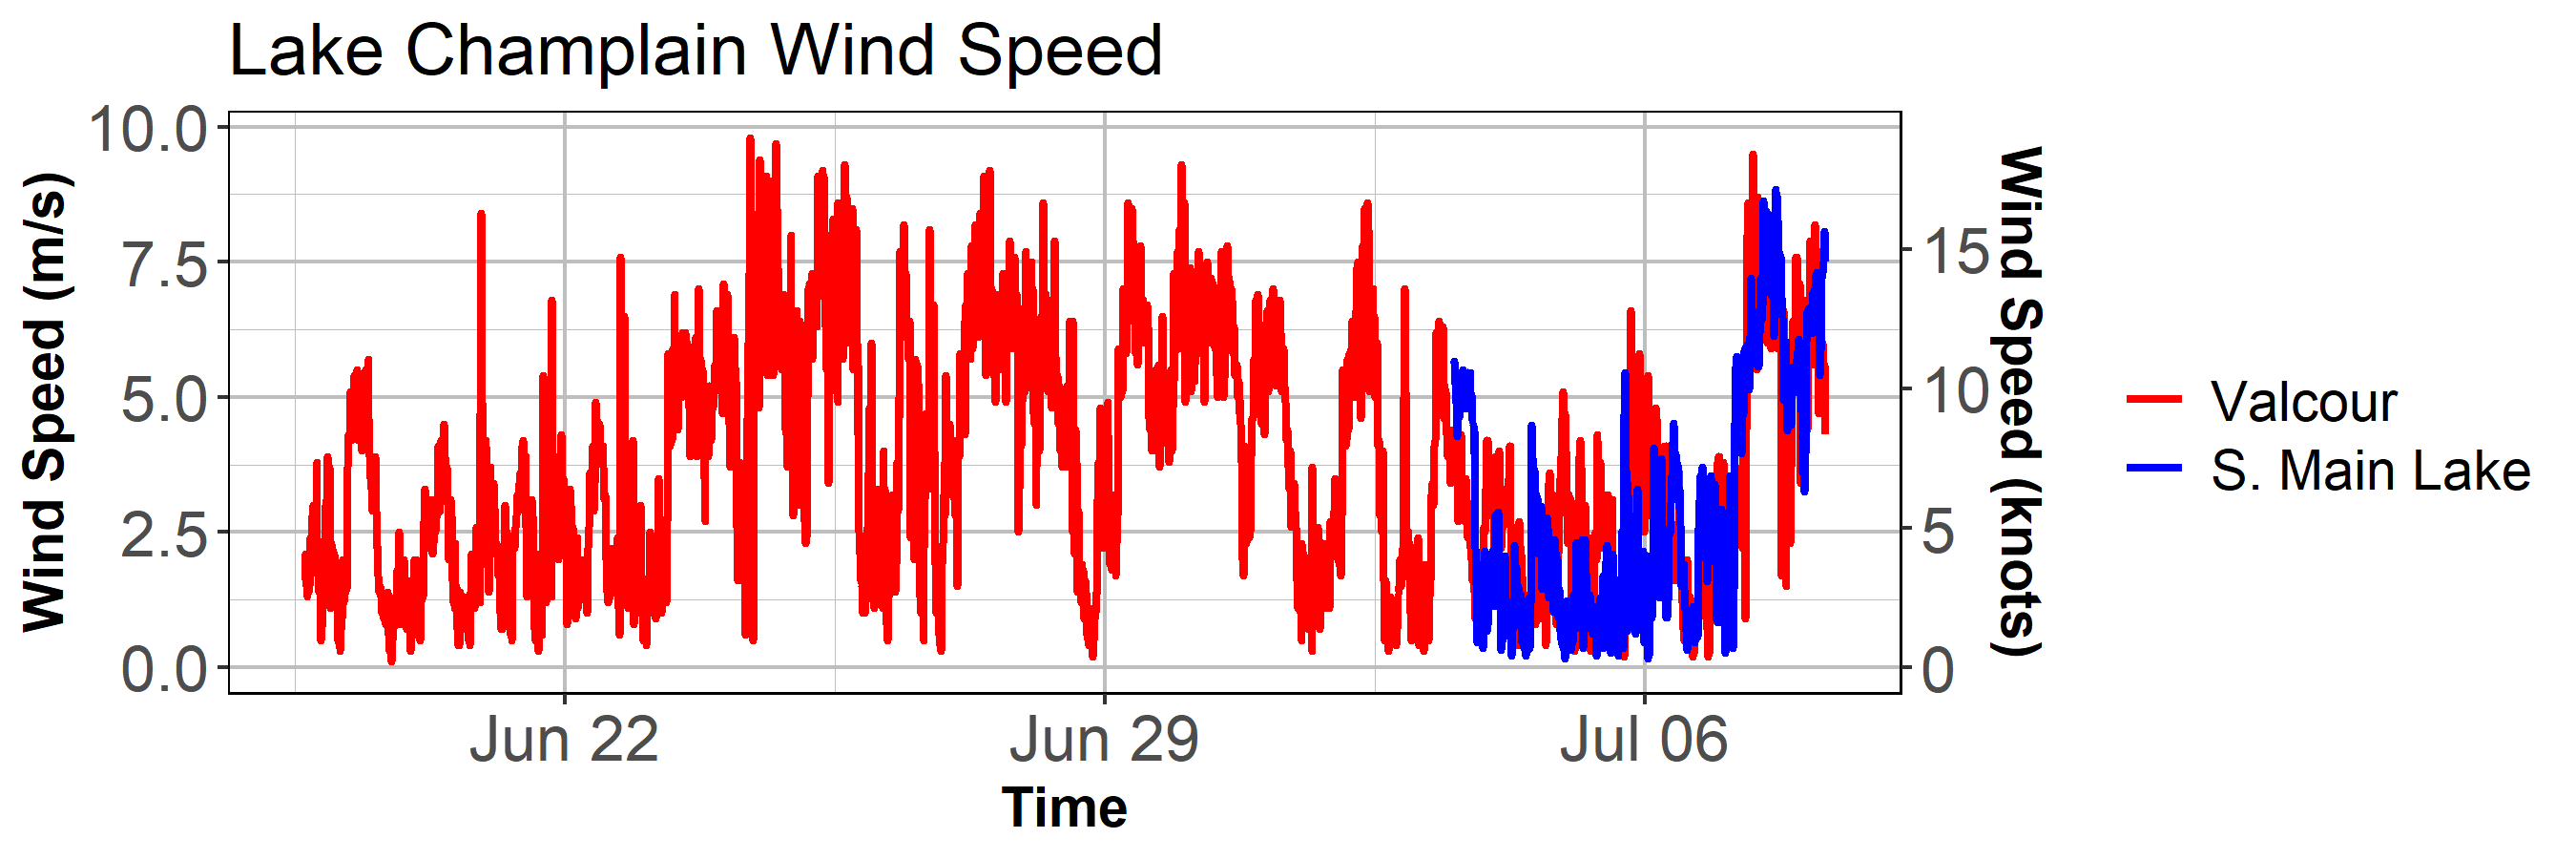 Lake Champlain Wind Speed
Wind Speed (m/s)
10.0
7.5
5.0
2.5
0.0
15
10
5
0
Wind Speed (knots)
Jun 22
Jun 29
Jul 06
Time
Valcour
S. Main Lake